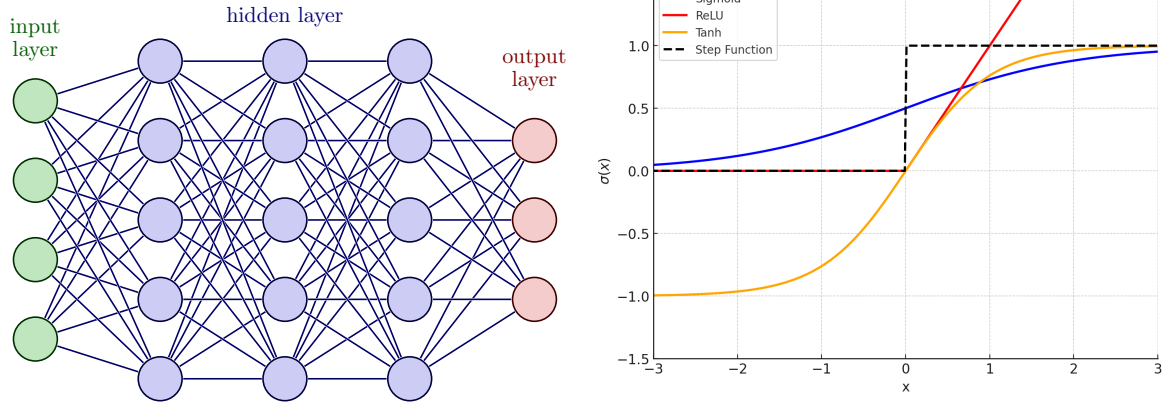 input
layer
hidden layer
output
layer
Sigmoid
ReLU
Tanh
Step Function
1.0
0.5
0.0
−0.5
−1.0
−1.5
σ(x)
−3
−2
−1
0
1
2
3
x